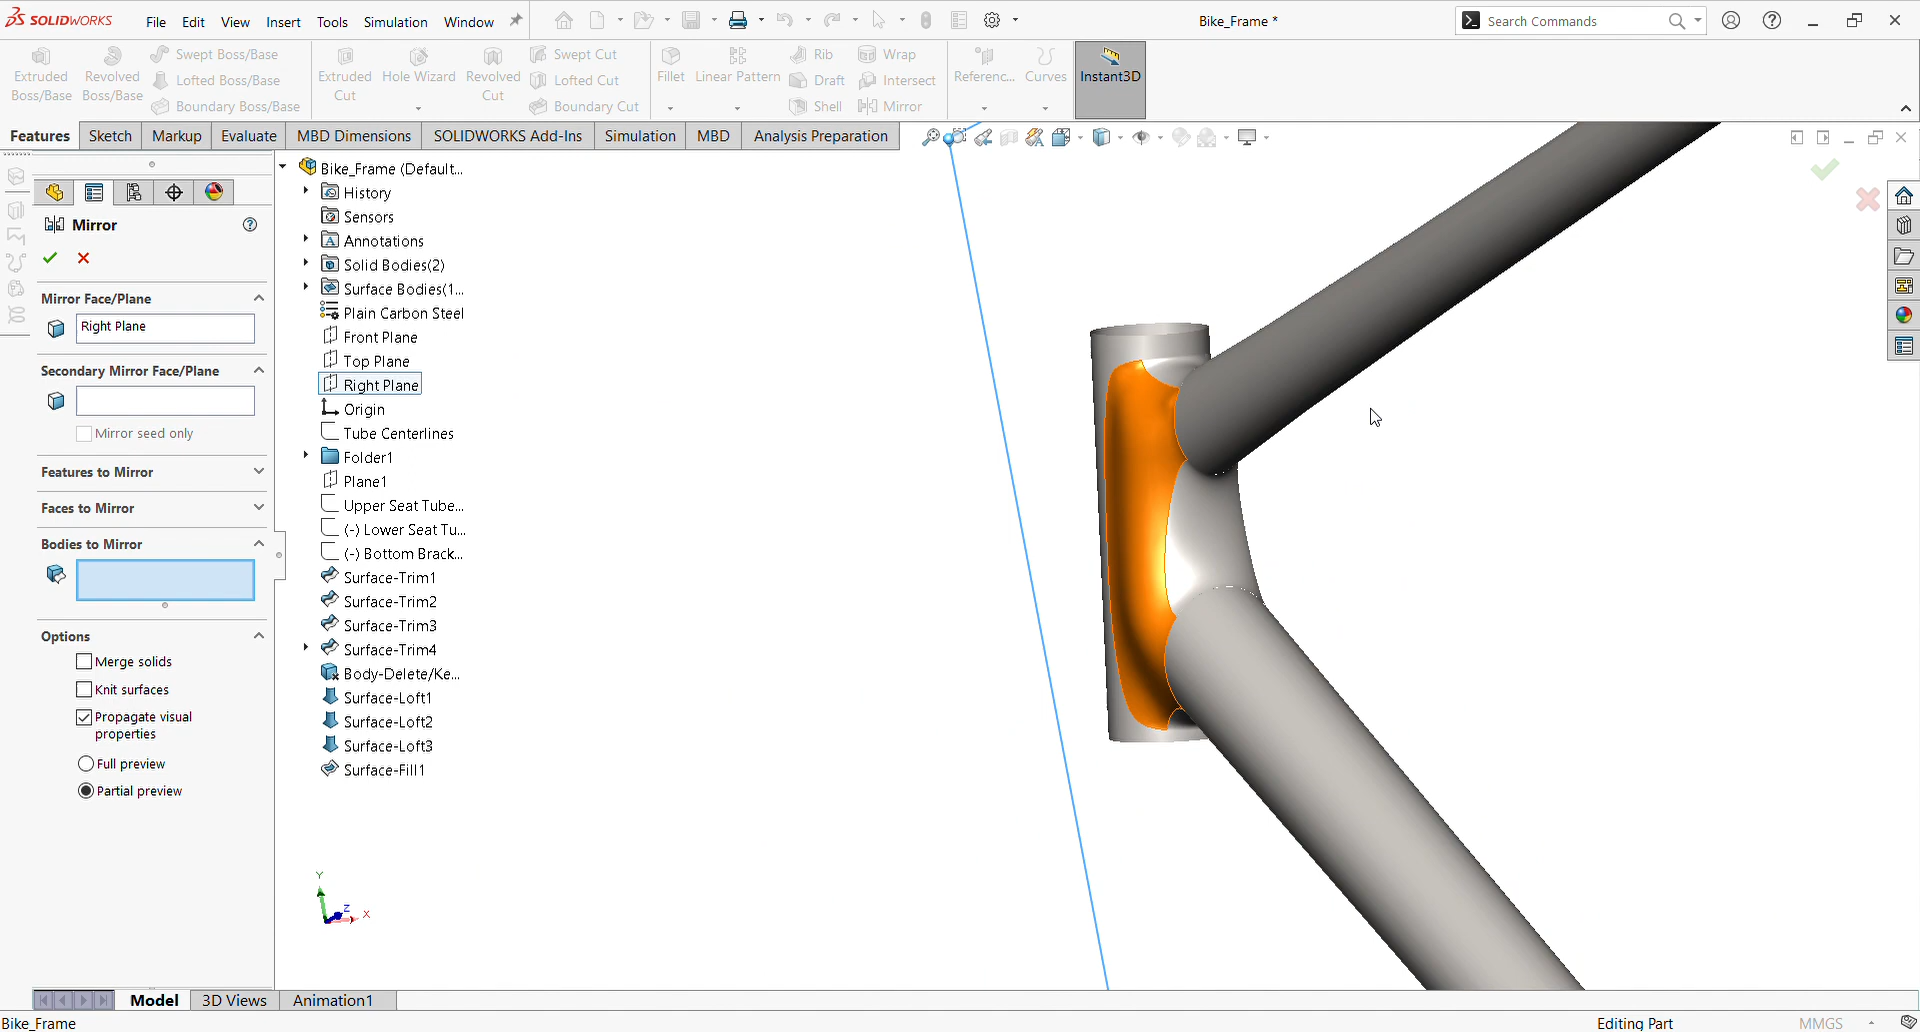 SOLIDWORKS File Edit View Insert Tools Simulation Window Bike_Frame * Search Commands
Extruded Boss/Base
Revolved Boss/Base
Swept Boss/Base
Lofted Boss/Base
Boundary Boss/Base
Extruded Cut
Hole Wizard
Revolved Cut
Swept Cut
Lofted Cut
Boundary Cut
Fillet
Linear Pattern
Rib
Draft
Shell
Wrap
Intersect
Mirror
Referenc...
Curves
Instant3D
Features Sketch Markup Evaluate MBD Dimensions SOLIDWORKS Add-Ins Simulation MBD Analysis Preparation
Mirror
Mirror Face/Plane
Right Plane
Secondary Mirror Face/Plane
Mirror seed only
Features to Mirror
Faces to Mirror
Bodies to Mirror
Options
Merge solids
Knit surfaces
Propagate visual
properties
Full preview
Partial preview
Bike_Frame (Default...
History
Sensors
Annotations
Solid Bodies(2)
Surface Bodies(1...
Plain Carbon Steel
Front Plane
Top Plane
Right Plane
Origin
Tube Centerlines
Folder1
Plane1
Upper Seat Tube...
(-) Lower Seat Tu...
(-) Bottom Brack...
Surface-Trim1
Surface-Trim2
Surface-Trim3
Surface-Trim4
Body-Delete/Ke...
Surface-Loft1
Surface-Loft2
Surface-Loft3
Surface-Fill1
Y
Z
X
Model 3D Views Animation1
Bike_Frame Editing Part MMGS